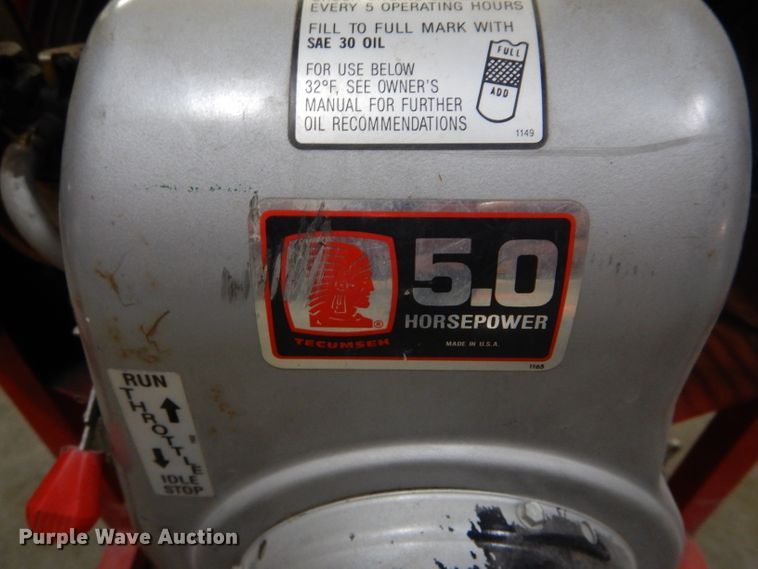 EVERY 5 OPERATING HOURS
FILL TO FULL MARK WITH
SAE 30 OIL
FOR USE BELOW
32°F, SEE OWNER'S
MANUAL FOR FURTHER
OIL RECOMMENDATIONS
FULL
ADD
1149
5.0
HORSEPOWER
®
TECUMSEH
MADE IN U.S.A.
1165
RUN
THROTTLE
IDLE
STOP
Purple Wave Auction